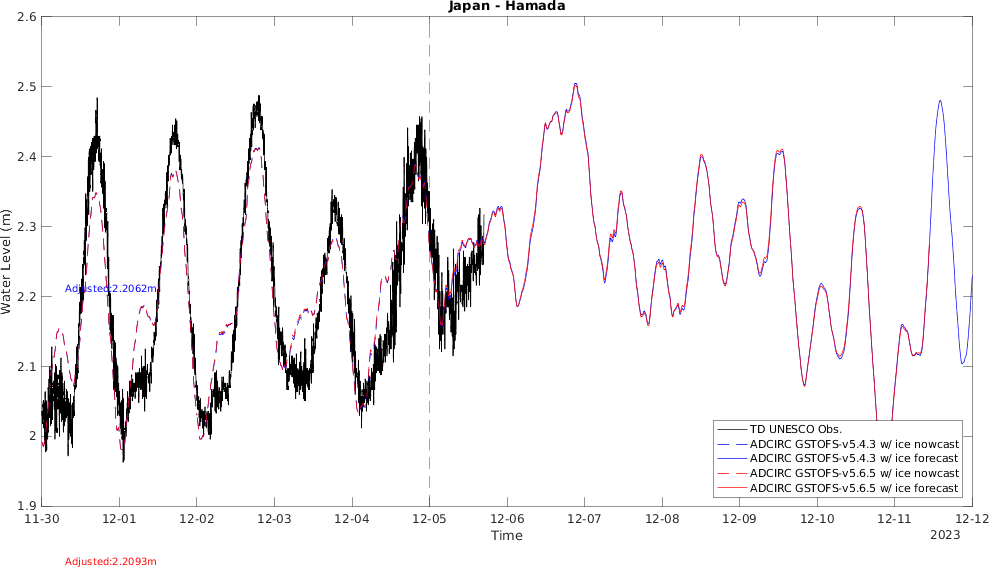 Japan - Hamada
2.6
2.5
2.4
2.3
2.2
2.1
2
1.9
Water Level (m)
Adjusted:2.2062m
TD UNESCO Obs.
ADCIRC GSTOFS-v5.4.3 w/ ice nowcast
ADCIRC GSTOFS-v5.4.3 w/ ice forecast
ADCIRC GSTOFS-v5.6.5 w/ ice nowcast
ADCIRC GSTOFS-v5.6.5 w/ ice forecast
11-30 12-01 12-02 12-03 12-04 12-05 12-06 12-07 12-08 12-09 12-10 12-11 12-12
Time
2023
Adjusted:2.2093m